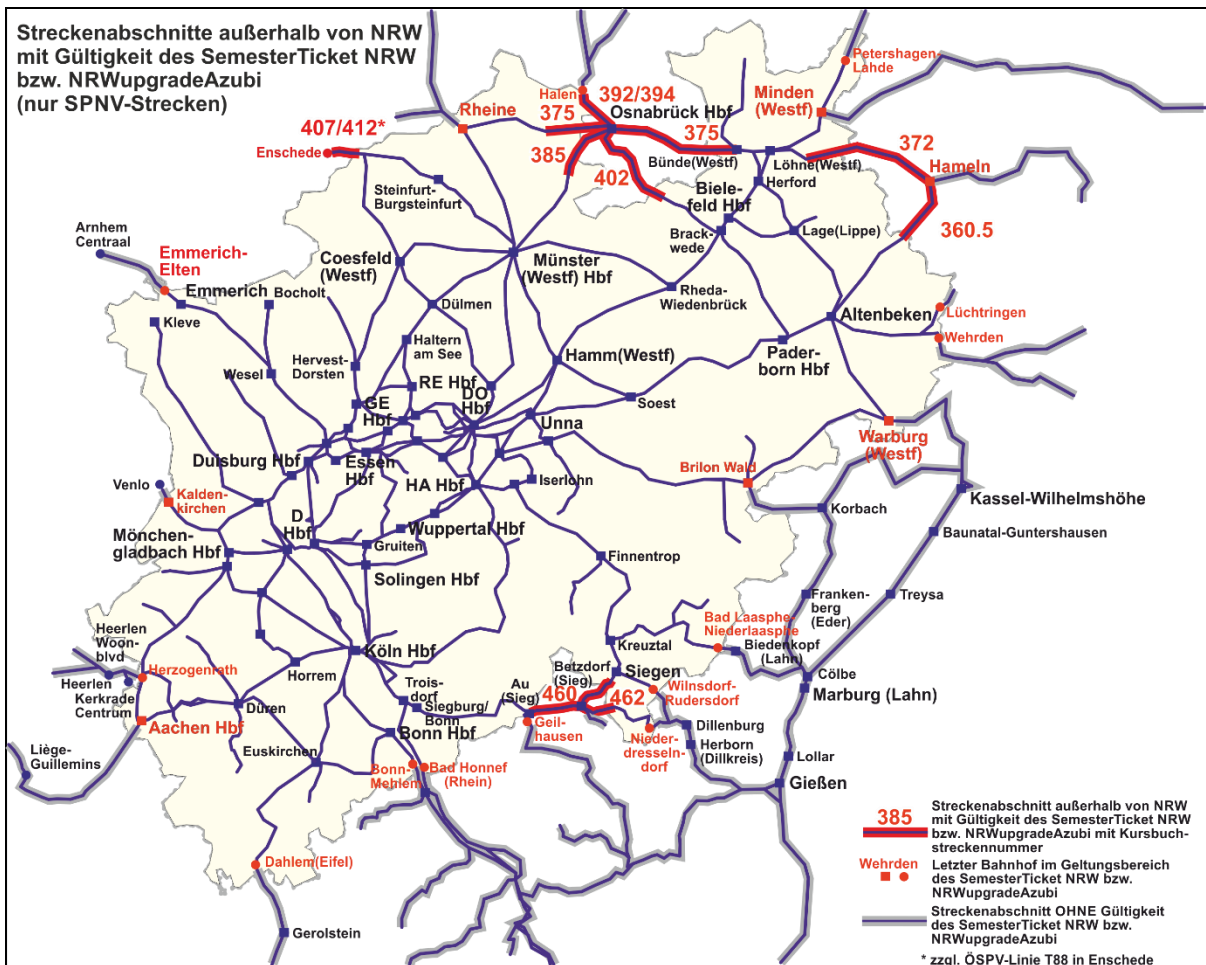 Streckenabschnitte außerhalb von NRW
mit Gültigkeit des SemesterTicket NRW
bzw. NRWupgradeAzubi
(nur SPNV-Strecken)
Petershagen-
Lahde
Halen
392/394
Minden
(Westf)
Rheine
375
Osnabrück Hbf
375
407/412*
372
Enschede
385
Bünde(Westf)
Löhne(Westf)
Hameln
402
Herford
Steinfurt-
Burgsteinfurt
Biele-
feld Hbf
360.5
Arnhem
Centraal
Brack-
wede
Lage(Lippe)
Emmerich-
Elten
Coesfeld
(Westf)
Münster
(Westf) Hbf
Emmerich
Bocholt
Rheda-
Wiedenbrück
Dülmen
Lüchtringen
Kleve
Altenbeken
Wehrden
Haltern
am See
Hamm(Westf)
Pader-
born Hbf
Hervest-
Dorsten
Wesel
RE Hbf
DO
Hbf
GE
Hbf
Soest
Unna
Warburg
(Westf)
Duisburg Hbf
Essen
Hbf
Brilon Wald
Venlo
HA Hbf
Iserlohn
Kalden-
kirchen
Kassel-Wilhelmshöhe
Korbach
D
Hbf
Wuppertal Hbf
Mönchen-
gladbach Hbf
Baunatal-Guntershausen
Gruiten
Finnentrop
Solingen Hbf
Franken-
berg
(Eder)
Treysa
Heerlen
Woon-
blvd
Bad Laasphe-
Niederlaasphe
Kreuztal
Biedenkopf
(Lahn)
Köln Hbf
Herzogenrath
Betzdorf
(Sieg)
Siegen
Cölbe
Horrem
Heerlen
Kerkrade
Centrum
Trois-
dorf
Au
(Sieg)
460
462
Wilnsdorf-
Rudersdorf
Marburg (Lahn)
Siegburg/
Bonn
Düren
Aachen Hbf
Geil-
hausen
Dillenburg
Bonn Hbf
Nieder-
dresseln-
dorf
Herborn
(Dillkreis)
Liège-
Guillemins
Euskirchen
Lollar
Bonn-
Mehlem
Bad Honnef
(Rhein)
Gießen
385
Streckenabschnitt außerhalb von NRW
mit Gültigkeit des SemesterTicket NRW
bzw. NRWupgradeAzubi mit Kursbuch-
streckennummer
Dahlem(Eifel)
Wehrden
Letzter Bahnhof im Geltungsbereich
des SemesterTicket NRW bzw.
NRWupgradeAzubi
Streckenabschnitt OHNE Gültigkeit
des SemesterTicket NRW bzw.
NRWupgradeAzubi
Gerolstein
* zzgl. ÖSPV-Linie T88 in Enschede